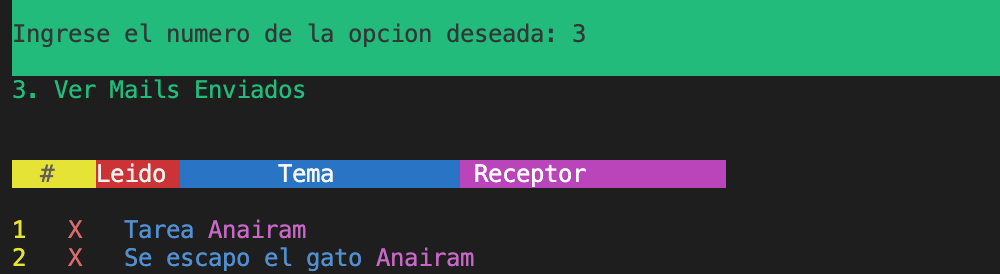 Ingrese el numero de la opcion deseada: 3
3. Ver Mails Enviados
# Leido Tema Receptor
1 X Tarea Anairam
2 X Se escapo el gato Anairam